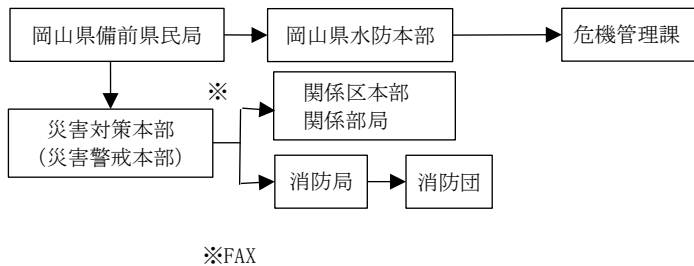 岡山県備前県民局
岡山県水防本部
危機管理課
※
災害対策本部
（災害警戒本部）
関係区本部
関係部局
消防局
消防団
※FAX